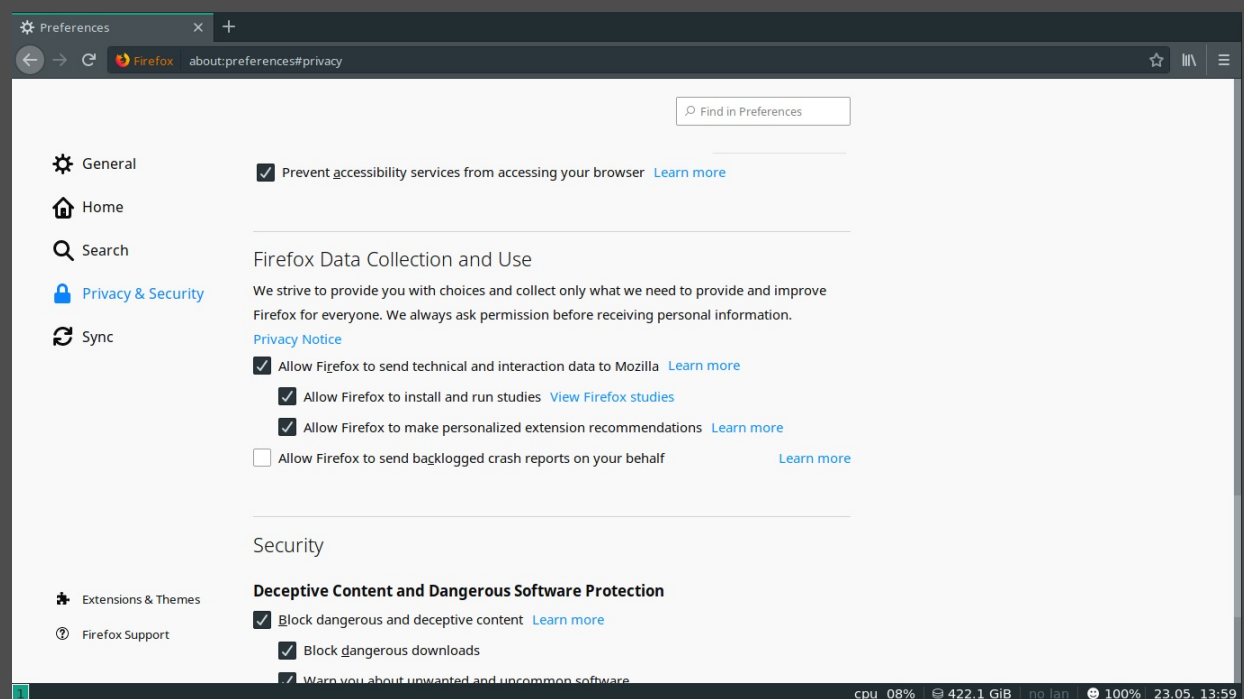 Preferences
Firefox about:preferences#privacy
Find in Preferences
General
Home
Search
Privacy & Security
Sync
Extensions & Themes
Firefox Support
Prevent accessibility services from accessing your browser Learn more
Firefox Data Collection and Use
We strive to provide you with choices and collect only what we need to provide and improve
Firefox for everyone. We always ask permission before receiving personal information.
Privacy Notice
Allow Firefox to send technical and interaction data to Mozilla Learn more
Allow Firefox to install and run studies View Firefox studies
Allow Firefox to make personalized extension recommendations Learn more
Allow Firefox to send backlogged crash reports on your behalf Learn more
Security
Deceptive Content and Dangerous Software Protection
Block dangerous and deceptive content Learn more
Block dangerous downloads
Warn you about unwanted and uncommon software
1
cpu 08% 422.1 GiB no lan 100% 23.05. 13:59